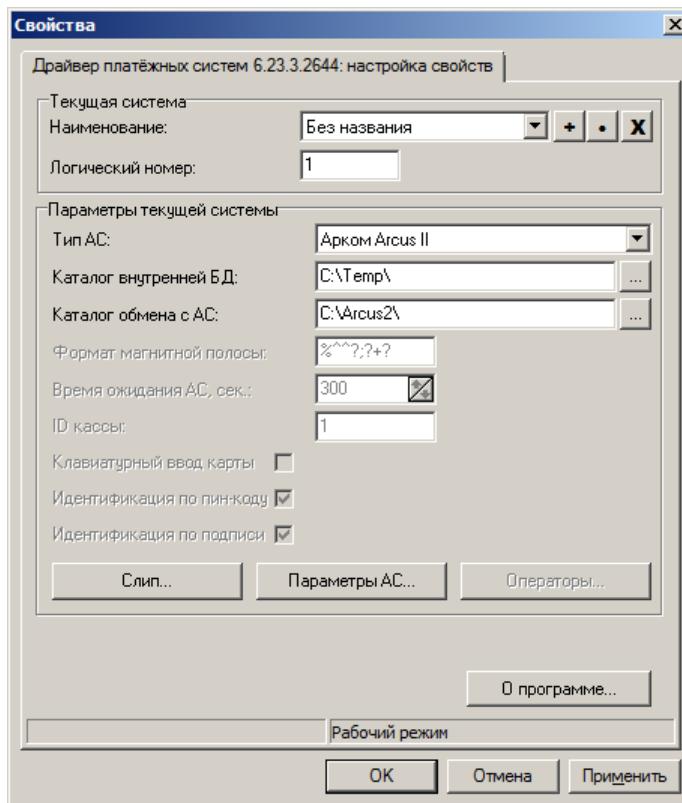 Свойства
Драйвер платёжных систем 6.23.3.2644: настройка свойств
Текущая система
Наименование: Без названия + • X
Логический номер: 1
Параметры текущей системы
Тип АС: Арком Arcus II
Каталог внутренней БД: C:\Temp\ ...
Каталог обмена с АС: C:\Arcus2\ ...
Формат магнитной полосы: %^^?;?+?
Время ожидания АС, сек.: 300
ID кассы: 1
Клавиатурный ввод карты
Идентификация по пин-коду
Идентификация по подписи
Слип... Параметры АС... Операторы...
О программе...
Рабочий режим
OK Отмена Применить